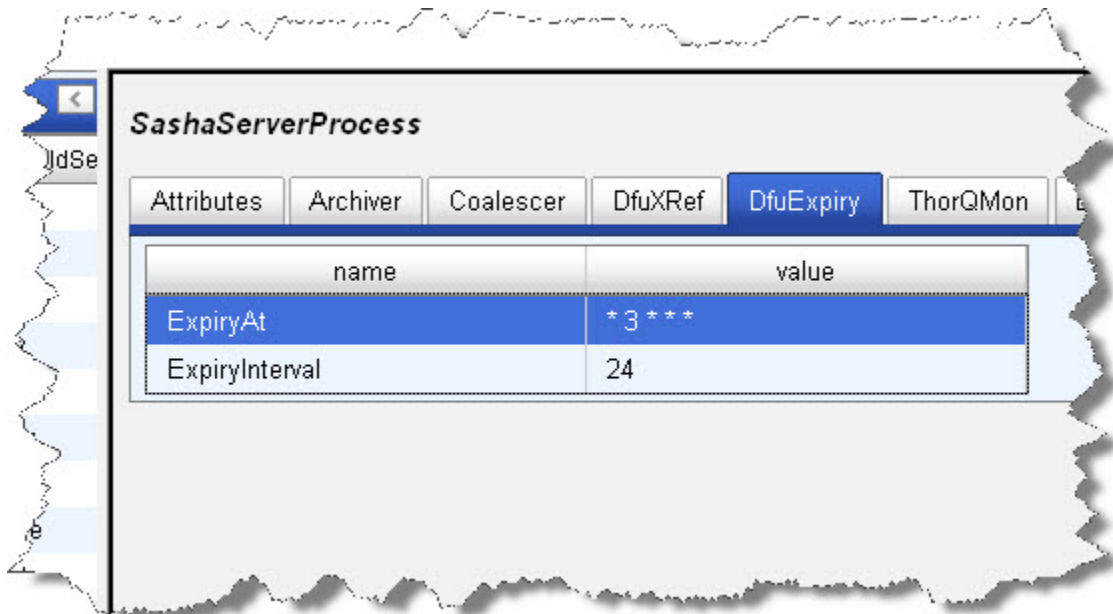 SashaServerProcess
Attributes Archiver Coalescer DfuXRef DfuExpiry ThorQMon
name value
ExpiryAt * 3 * * *
ExpiryInterval 24